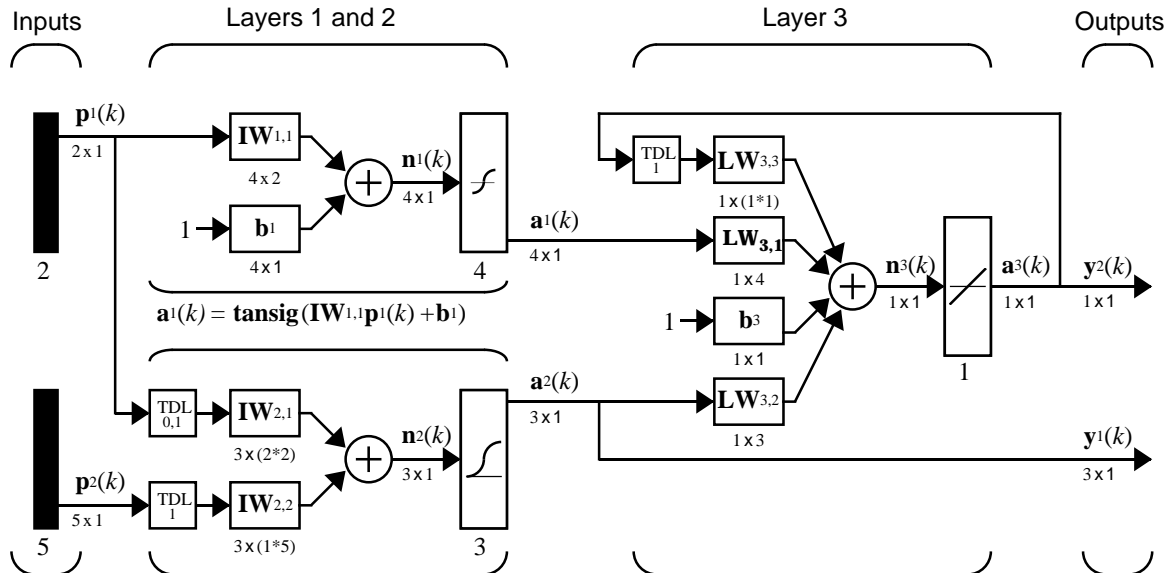 Inputs
Layers 1 and 2
Layer 3
Outputs
p1(k)
2 x 1
2
IW1,1
4 x 2
1
b1
4 x 1
n1(k)
4 x 1
4
a1(k)
4 x 1
a1(k) = tansig (IW1,1p1(k) +b1)
TDL
1
LW3,3
1 x (1*1)
LW3,1
1 x 4
1
b3
1 x 1
LW3,2
1 x 3
n3(k)
1 x 1
1
a3(k)
1 x 1
y2(k)
1 x 1
p2(k)
5 x 1
5
TDL
0,1
IW2,1
3 x (2*2)
TDL
1
IW2,2
3 x (1*5)
n2(k)
3 x 1
3
a2(k)
3 x 1
y1(k)
3 x 1